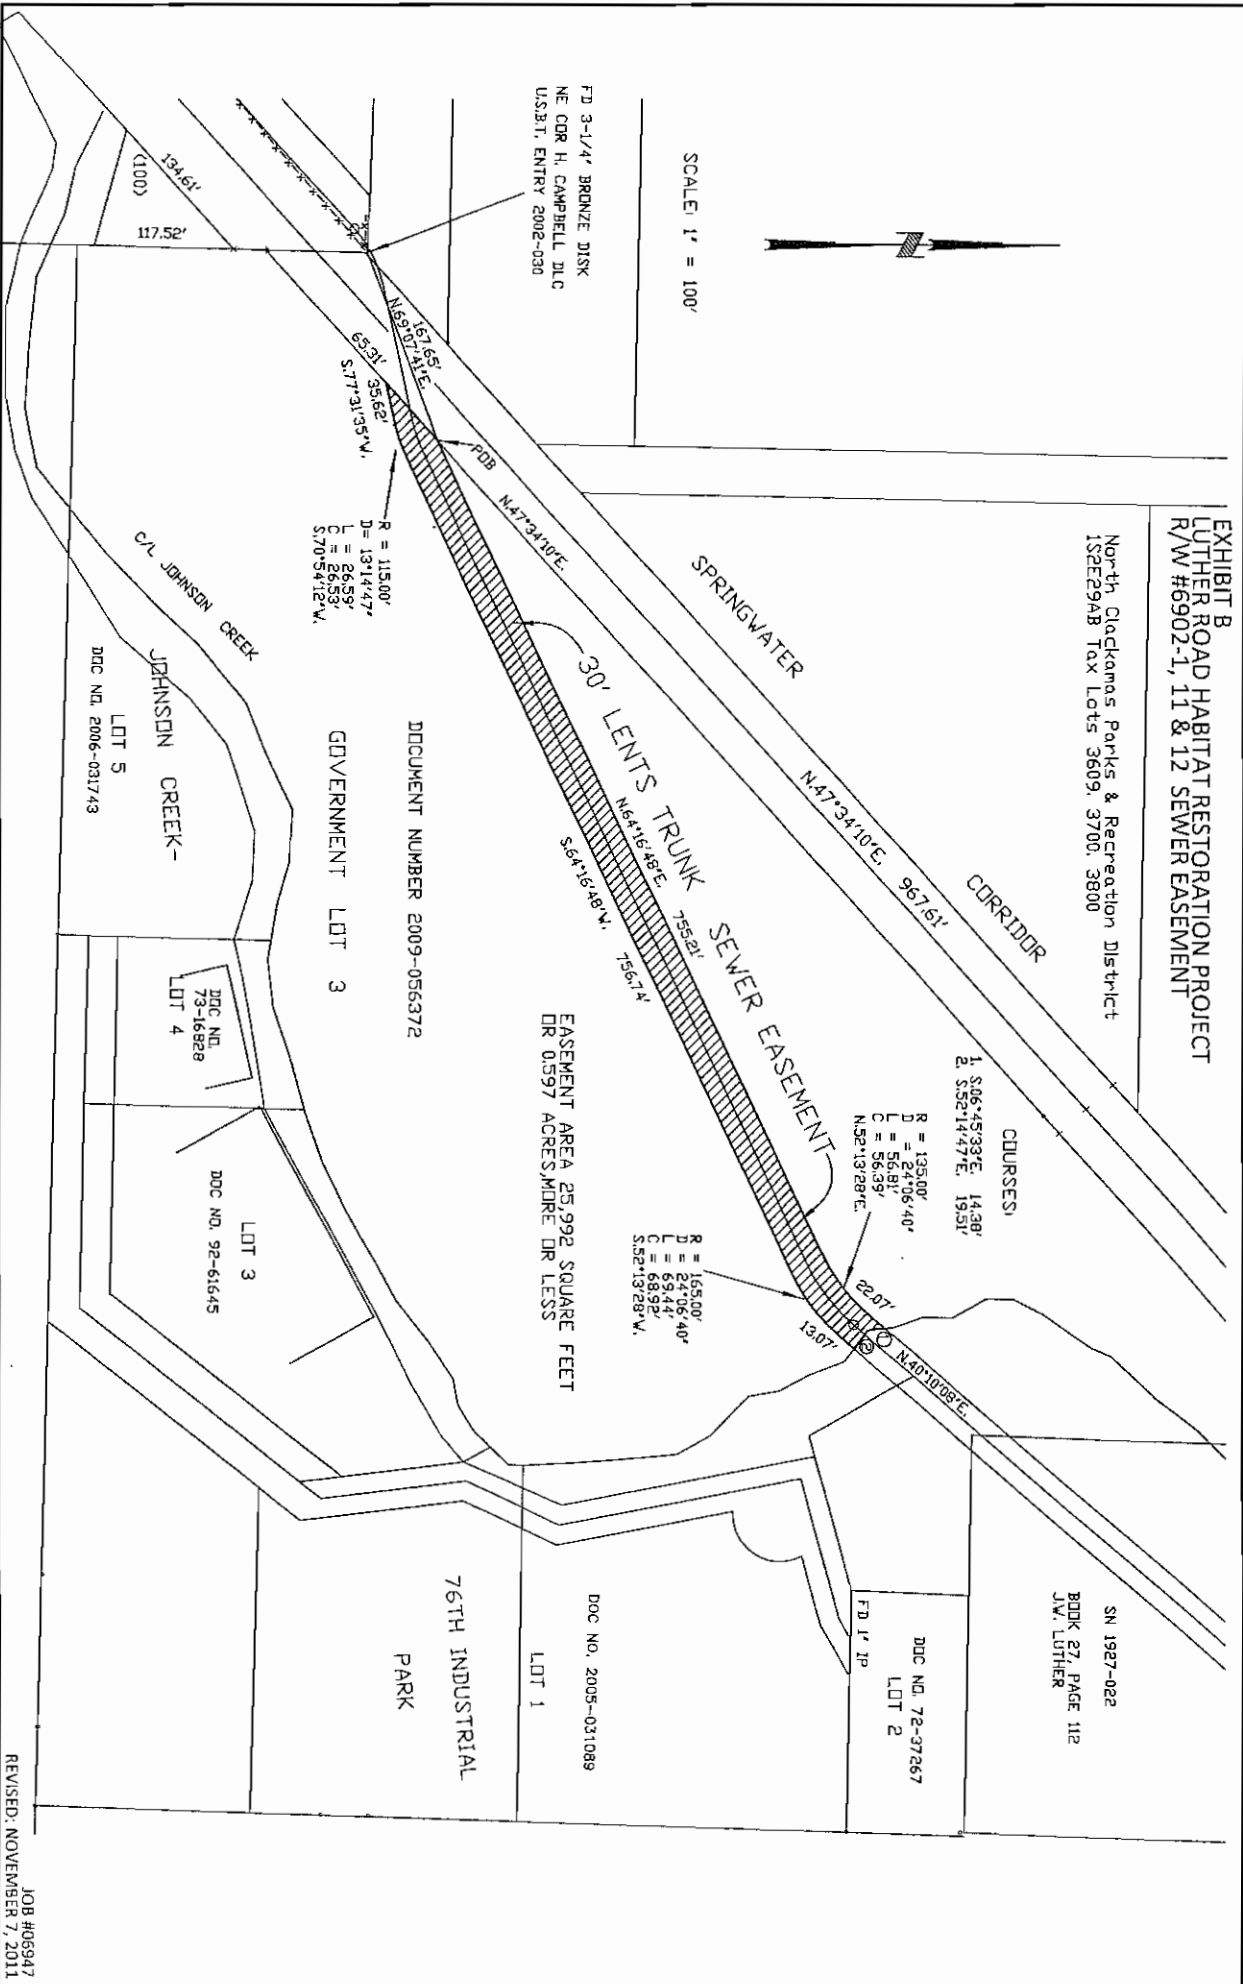 EXHIBIT B
LUTHER ROAD HABITAT RESTORATION PROJECT
R/W #6902-1, 11 & 12 SEWER EASEMENT
North Clackamas Parks & Recreation District
1S2E29AB Tax Lots 3609, 3700, 3800
SCALE: 1" = 100'
FD 3-1/4" BRONZE DISK
NE COR H. CAMPBELL DLC
U.S.B.T. ENTRY 2002-030
134.61'
(100)
117.52'
167.65'
N.69°07'41"E.
65.31'
35.62'
S.77°31'35"W.
POB
N.47°34'10"E.
R = 115.00'
D= 13°14'47"
L = 26.59'
C = 26.53'
S.70°54'12"W.
SPRINGWATER
CORRIDOR
N.47°34'10"E. 967.61'
30' LENTS TRUNK SEWER EASEMENT
N.64°16'48"E. 755.21'
S.64°16'48"W. 756.74'
COURSES:
1. S.06°45'33"E. 14.38'
2. S.52°14'47"E. 19.51'
R = 135.00'
D = 24°06'40"
L = 56.81'
C = 56.39'
N.52°13'28"E.
R = 165.00'
D = 24°06'40"
L = 69.44'
C = 68.92'
S.52°13'28"W.
22.07'
13.07'
1
2
N.40°10'08"E.
EASEMENT AREA 25,992 SQUARE FEET
OR 0.597 ACRES,MORE OR LESS
DOCUMENT NUMBER 2009-056372
GOVERNMENT LOT 3
C/L JOHNSON CREEK
JOHNSON CREEK-
LOT 5
DOC NO. 2006-031743
DOC NO.
73-16828
LOT 4
LOT 3
DOC NO. 92-61645
SN 1927-022
BOOK 27, PAGE 112
J.W. LUTHER
DOC NO. 72-37267
LOT 2
FD 1" IP
DOC NO. 2005-031089
LOT 1
76TH INDUSTRIAL
PARK
JOB #06947
REVISED: NOVEMBER 7, 2011